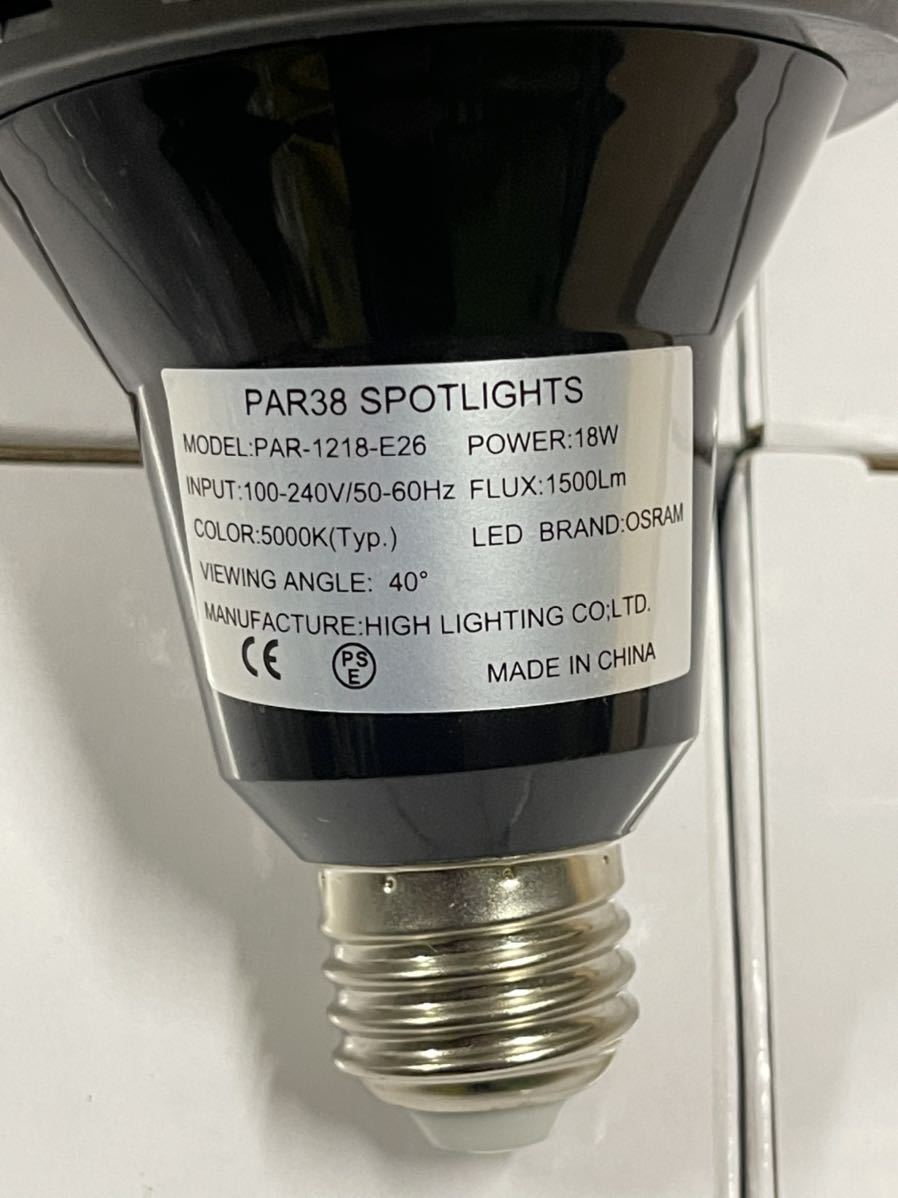 PAR38 SPOTLIGHTS
MODEL:PAR-1218-E26 POWER:18W
INPUT:100-240V/50-60Hz FLUX:1500Lm
COLOR:5000K(Typ.) LED BRAND:OSRAM
VIEWING ANGLE: 40°
MANUFACTURE:HIGH LIGHTING CO;LTD.
CE PSE MADE IN CHINA